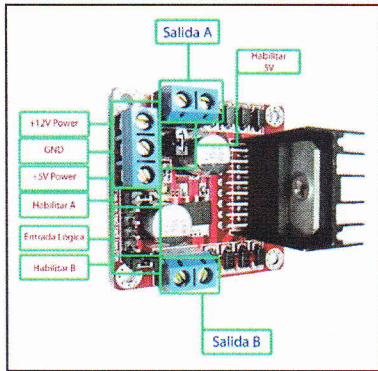 Salida A
Habilitar
5V
+12V Power
GND
+5V Power
Habilitar A
Entrada Lógica
Habilitar B
Salida B